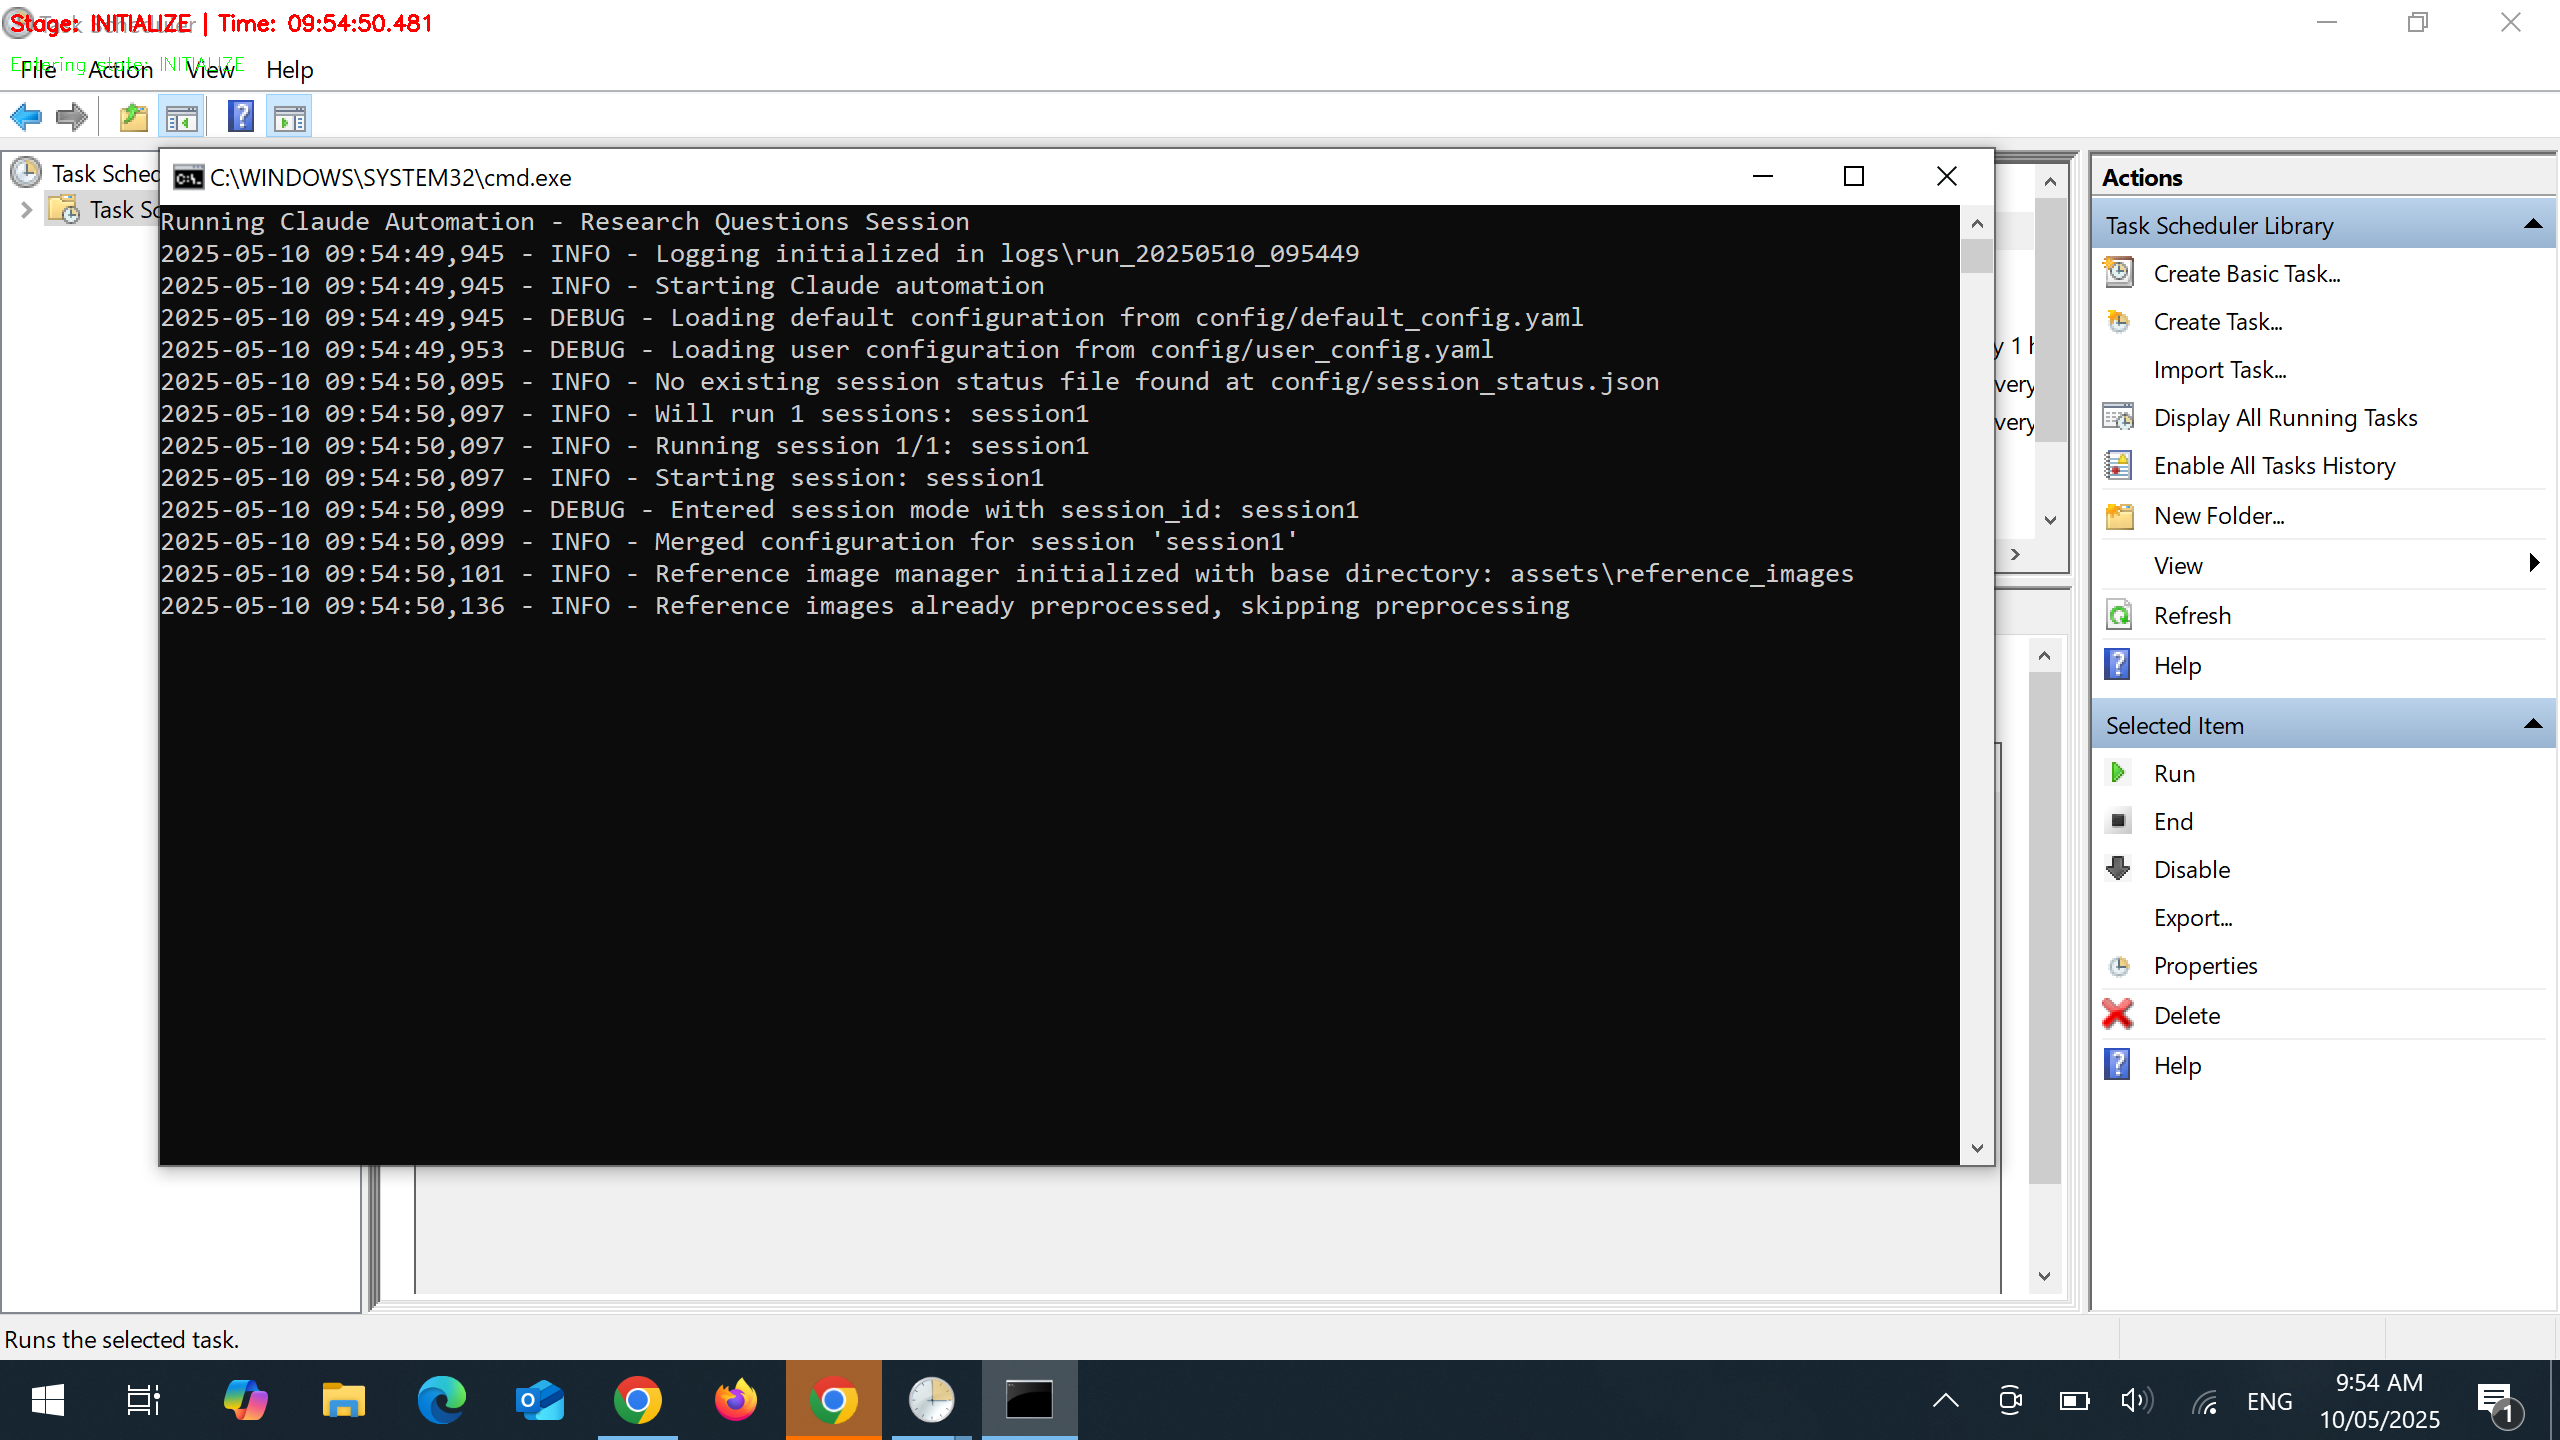 Stage: INITIALIZE | Time: 09:54:50.481
Entering state: INITIALIZE
File Action View Help
Task Sched
Task Sc
C:\WINDOWS\SYSTEM32\cmd.exe
Running Claude Automation - Research Questions Session
2025-05-10 09:54:49,945 - INFO - Logging initialized in logs\run_20250510_095449
2025-05-10 09:54:49,945 - INFO - Starting Claude automation
2025-05-10 09:54:49,945 - DEBUG - Loading default configuration from config/default_config.yaml
2025-05-10 09:54:49,953 - DEBUG - Loading user configuration from config/user_config.yaml
2025-05-10 09:54:50,095 - INFO - No existing session status file found at config/session_status.json
2025-05-10 09:54:50,097 - INFO - Will run 1 sessions: session1
2025-05-10 09:54:50,097 - INFO - Running session 1/1: session1
2025-05-10 09:54:50,097 - INFO - Starting session: session1
2025-05-10 09:54:50,099 - DEBUG - Entered session mode with session_id: session1
2025-05-10 09:54:50,099 - INFO - Merged configuration for session 'session1'
2025-05-10 09:54:50,101 - INFO - Reference image manager initialized with base directory: assets\reference_images
2025-05-10 09:54:50,136 - INFO - Reference images already preprocessed, skipping preprocessing
y 1 h
very
very
Actions
Task Scheduler Library
Create Basic Task...
Create Task...
Import Task...
Display All Running Tasks
Enable All Tasks History
New Folder...
View
Refresh
Help
Selected Item
Run
End
Disable
Export...
Properties
Delete
Help
Runs the selected task.
ENG
9:54 AM
10/05/2025
1